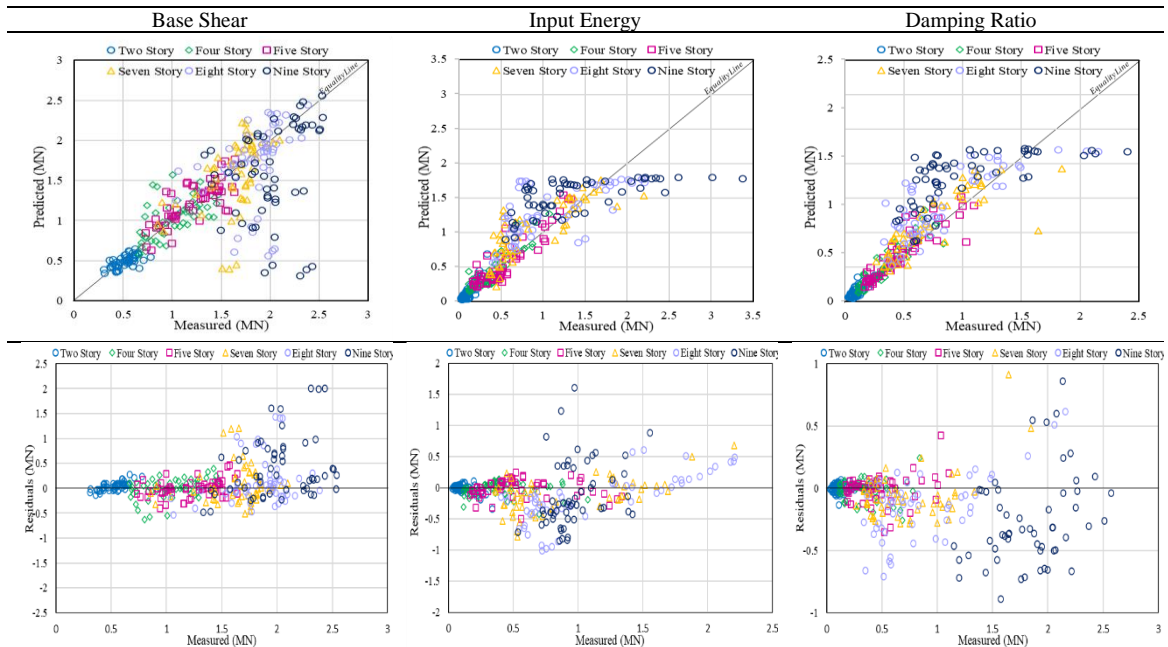 Base Shear Input Energy Damping Ratio
Two Story Four Story Five Story
Seven Story Eight Story Nine Story
EqualityLine
3
2.5
2
1.5
1
0.5
0
Predicted (MN)
0 0.5 1 1.5 2 2.5 3
Measured (MN)
Two Story Four Story Five Story
Seven Story Eight Story Nine Story
EqualityLine
3.5
3
2.5
2
1.5
1
0.5
0
Predicted (MN)
0 0.5 1 1.5 2 2.5 3 3.5
Measured (MN)
Two Story Four Story Five Story
Seven Story Eight Story Nine Story
EqualityLine
2.5
2
1.5
1
0.5
0
Predicted (MN)
0 0.5 1 1.5 2 2.5
Measured (MN)
Two Story Four Story Five Story Seven Story Eight Story Nine Story
2.5
2
1.5
1
0.5
0
-0.5
-1
-1.5
-2
-2.5
Residuals (MN)
0 0.5 1 1.5 2 2.5 3
Measured (MN)
Two Story Four Story Five Story Seven Story Eight Story Nine Story
2
1.5
1
0.5
0
-0.5
-1
-1.5
-2
Residuals (MN)
0 0.5 1 1.5 2 2.5
Measured (MN)
Two Story Four Story Five Story Seven Story Eight Story Nine Story
1
0.5
0
-0.5
-1
Residuals (MN)
0 0.5 1 1.5 2 2.5 3
Measured (MN)